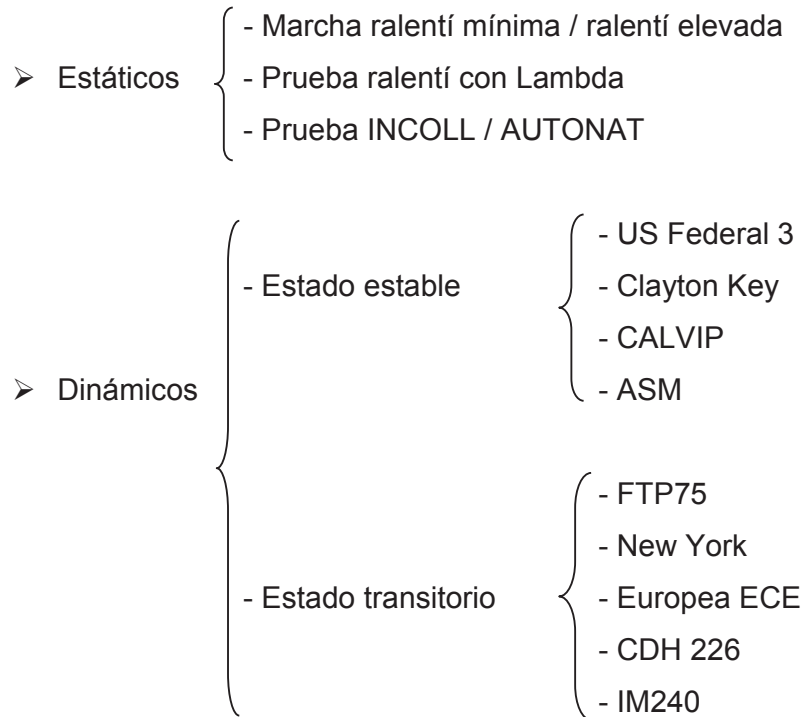 - Marcha ralentí mínima / ralentí elevada
➢ Estáticos
- Prueba ralentí con Lambda
- Prueba INCOLL / AUTONAT
- US Federal 3
- Estado estable
- Clayton Key
- CALVIP
➢ Dinámicos
- ASM
- FTP75
- New York
- Estado transitorio
- Europea ECE
- CDH 226
- IM240